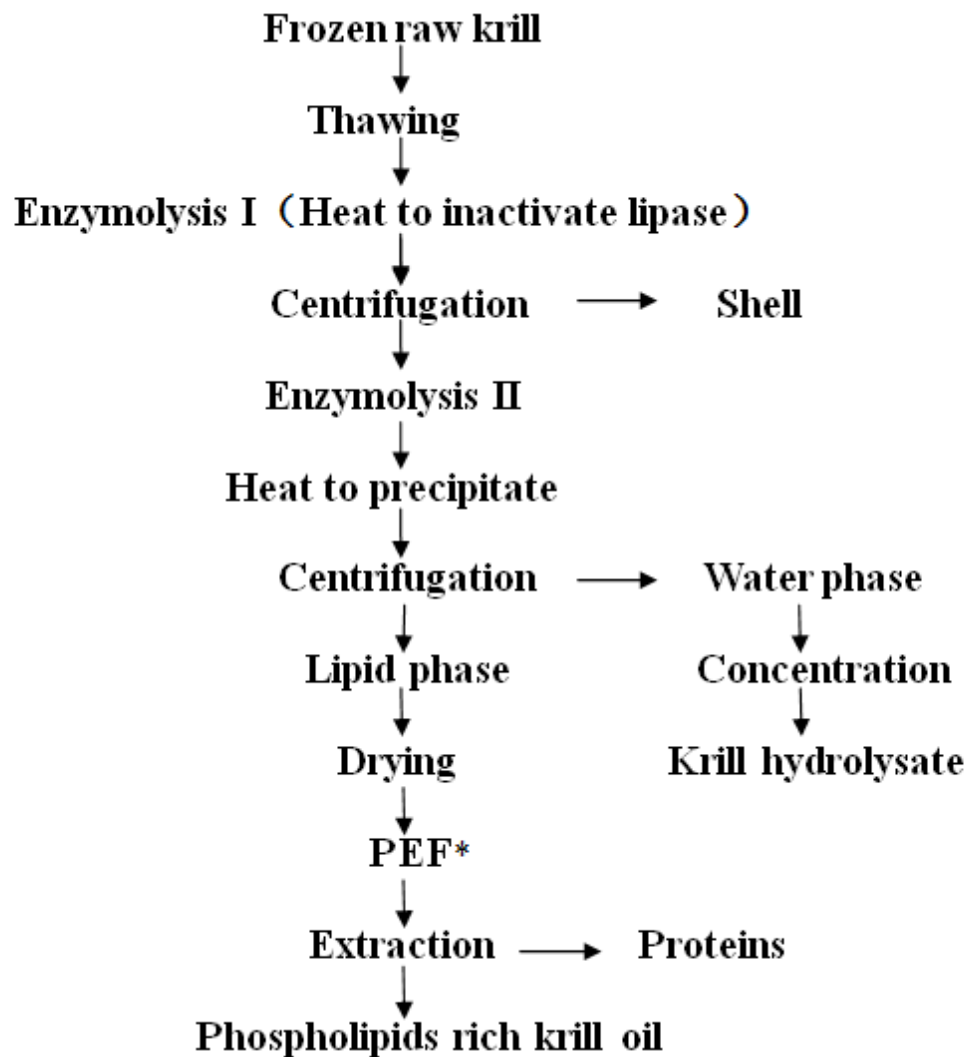 Frozen raw krill
Thawing
Enzymolysis I（Heat to inactivate lipase）
Centrifugation Shell
Enzymolysis II
Heat to precipitate
Centrifugation Water phase
Lipid phase Concentration
Drying Krill hydrolysate
PEF*
Extraction Proteins
Phospholipids rich krill oil